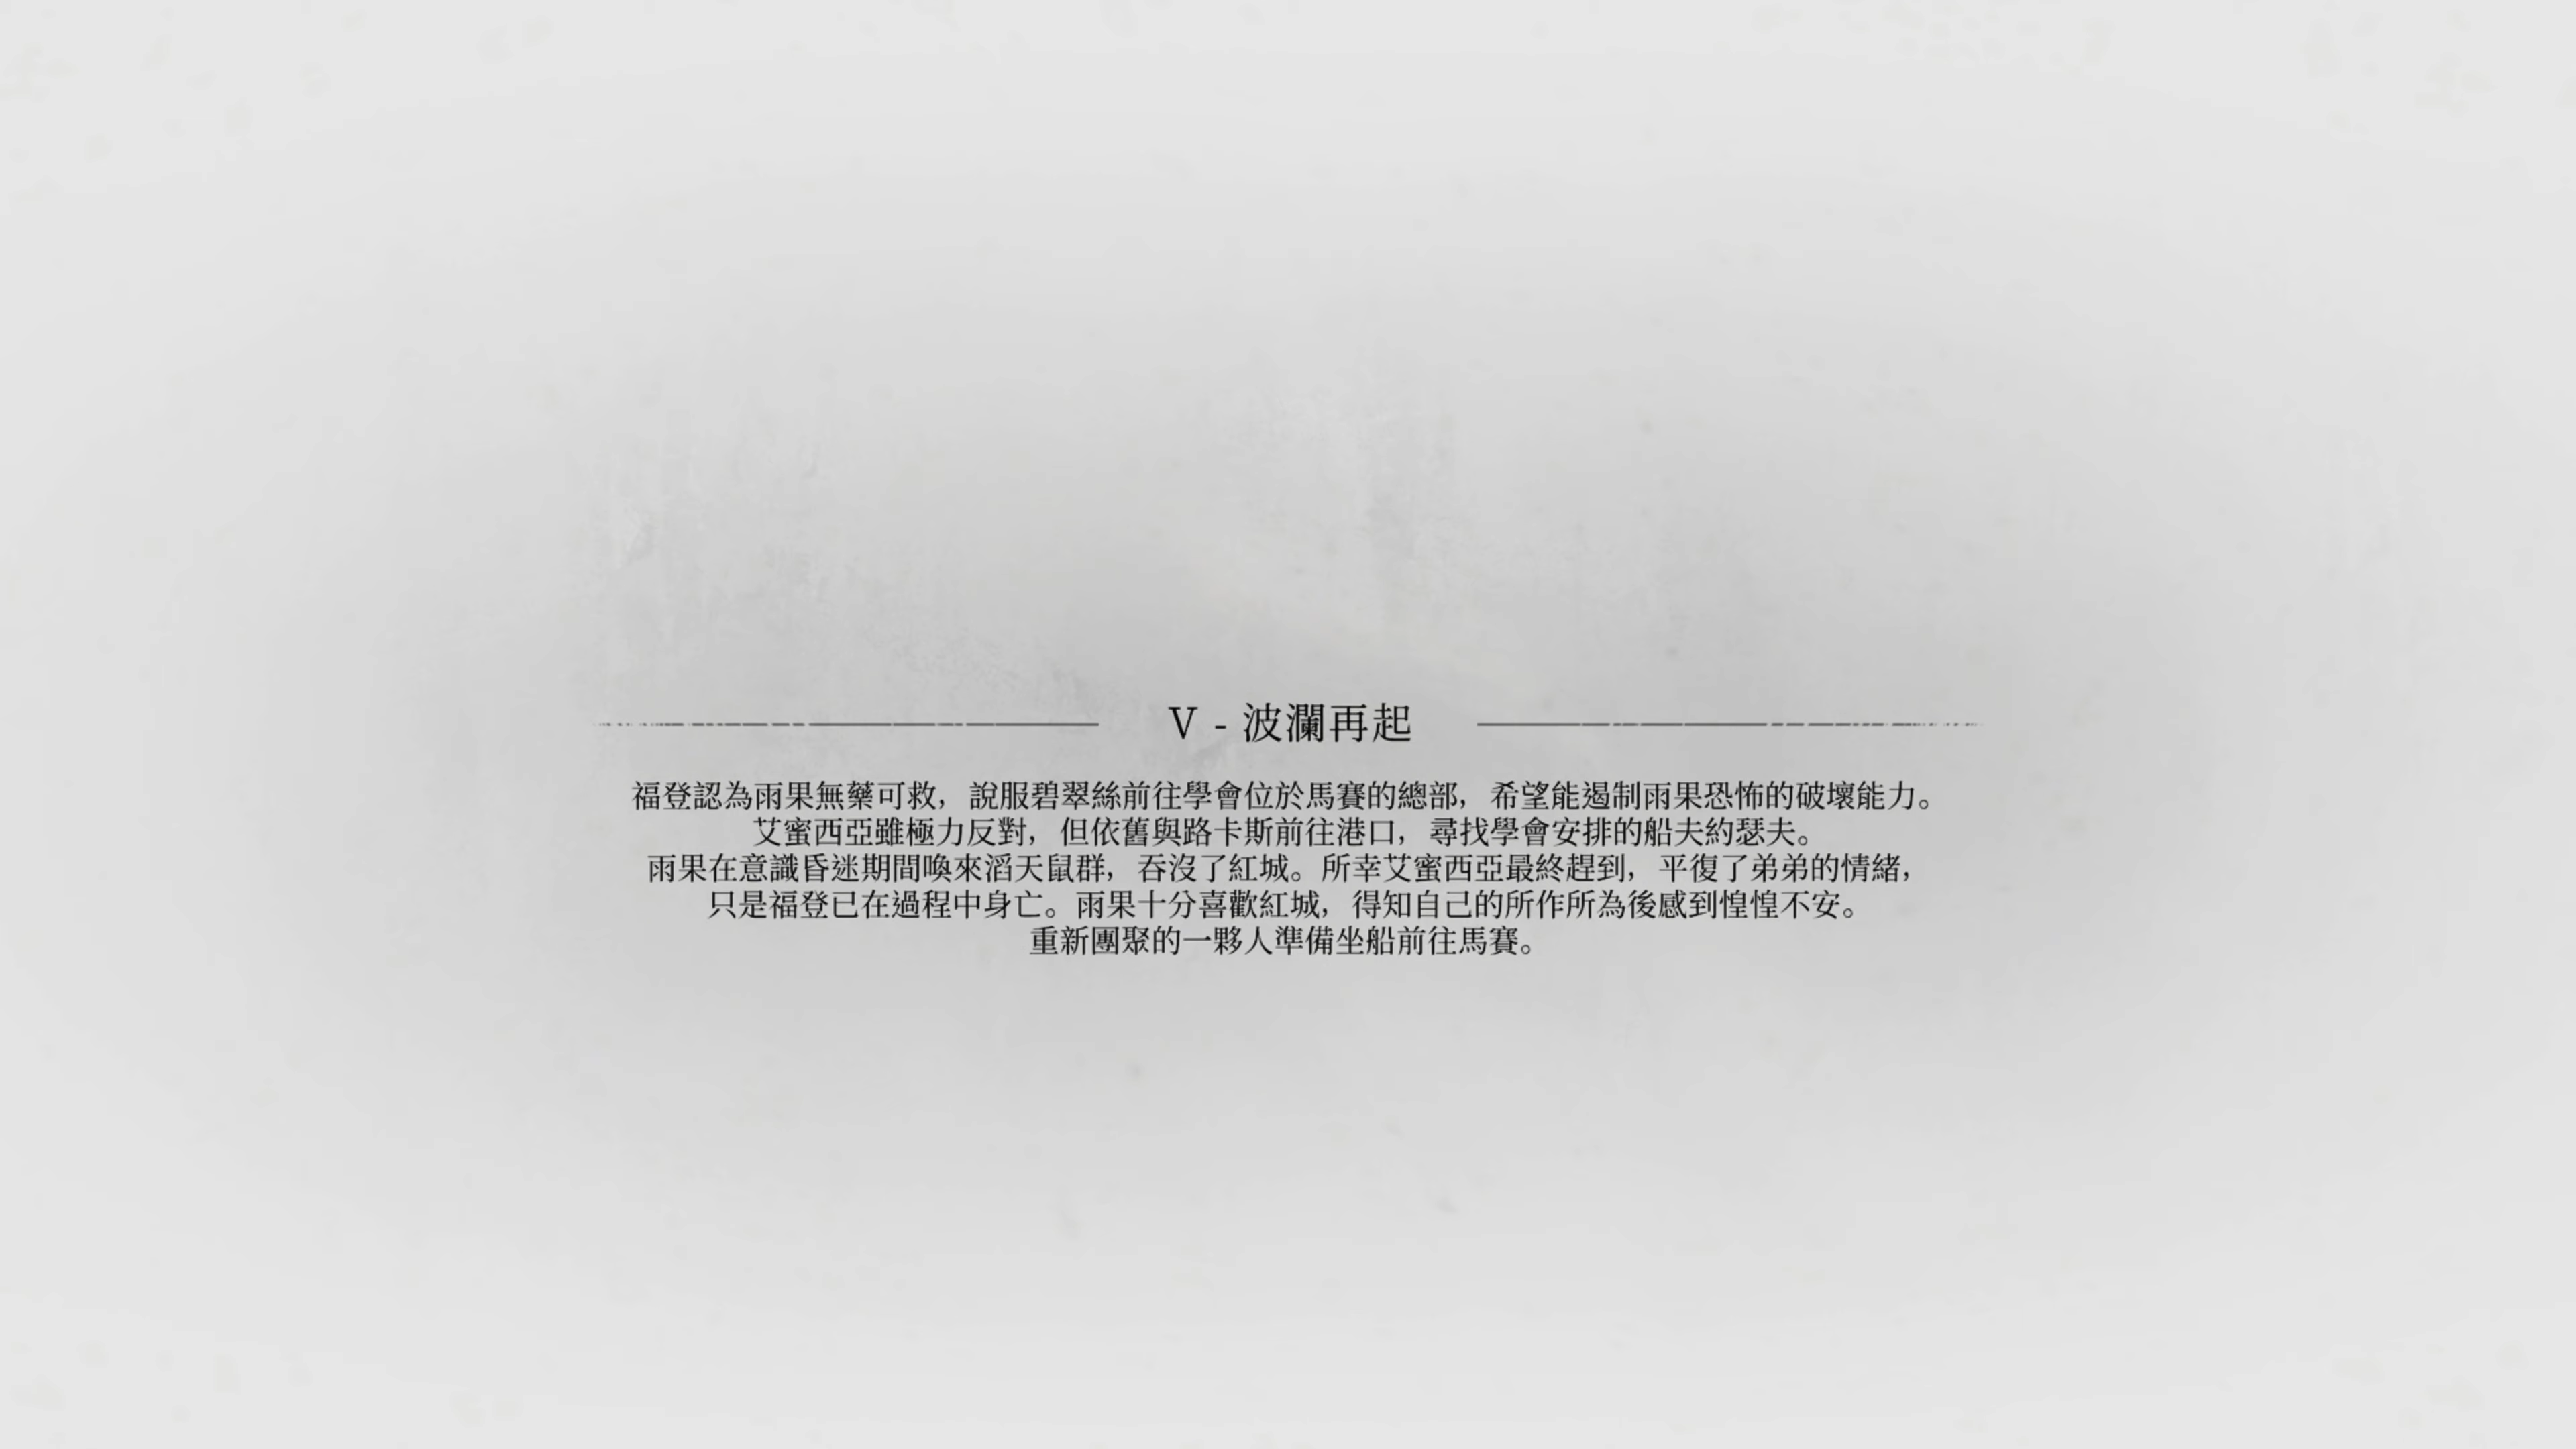 V - 波瀾再起
福登認為雨果無藥可救，說服碧翠絲前往學會位於馬賽的總部，希望能遏制雨果恐怖的破壞能力。
艾蜜西亞雖極力反對，但依舊與路卡斯前往港口，尋找學會安排的船夫約瑟夫。
雨果在意識昏迷期間喚來滔天鼠群，吞沒了紅城。所幸艾蜜西亞最終趕到，平復了弟弟的情緒，
只是福登已在過程中身亡。雨果十分喜歡紅城，得知自己的所作所為後感到惶惶不安。
重新團聚的一夥人準備坐船前往馬賽。